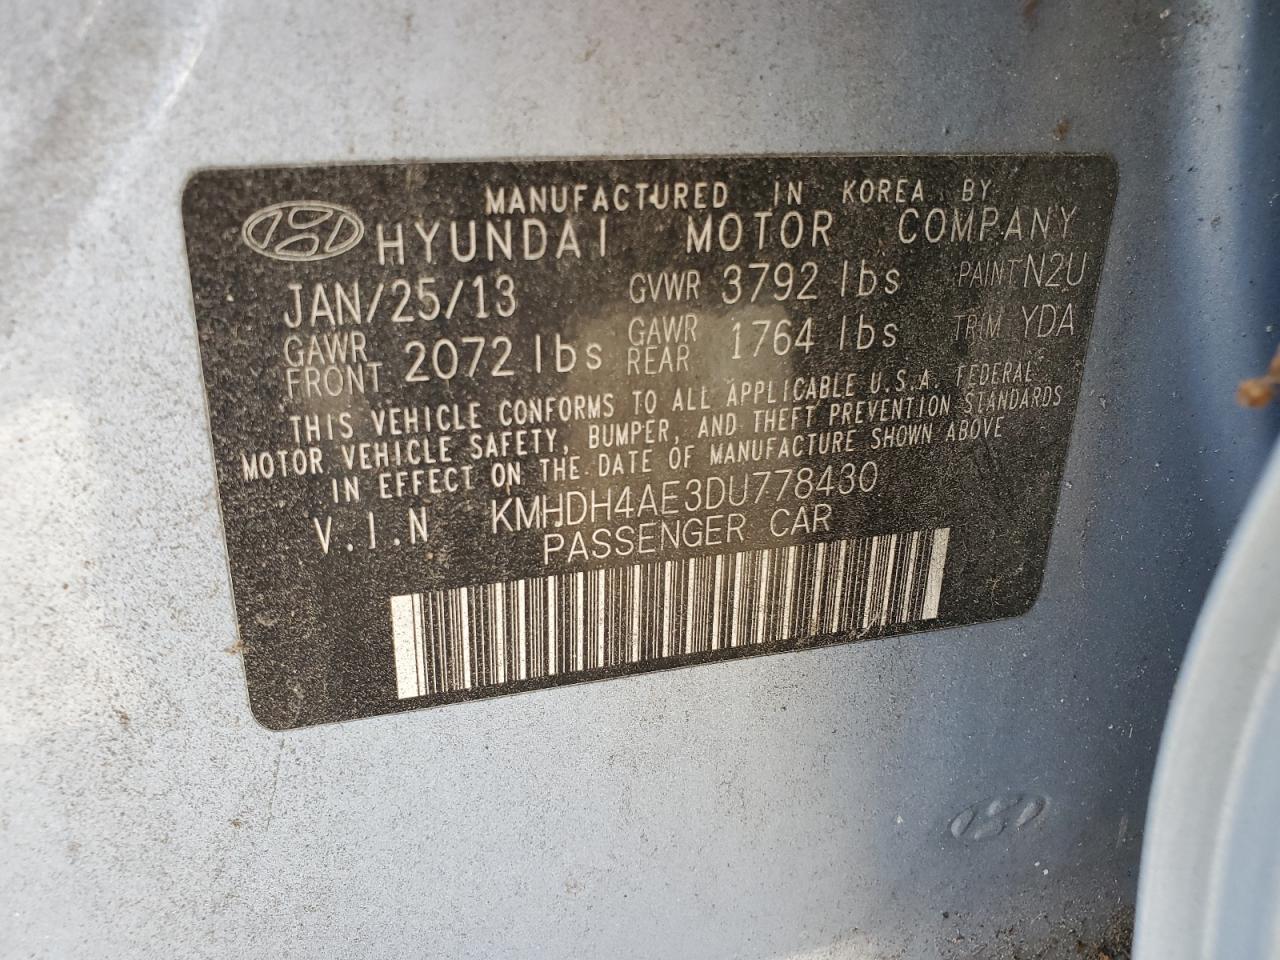 MANUFACTURED IN KOREA BY
HYUNDAI MOTOR COMPANY
JAN/25/13 GVWR 3792 lbs PAINT N2U
GAWR FRONT 2072 lbs GAWR REAR 1764 lbs TRIM YDA
THIS VEHICLE CONFORMS TO ALL APPLICABLE U.S.A. FEDERAL
MOTOR VEHICLE SAFETY, BUMPER, AND THEFT PREVENTION STANDARDS
IN EFFECT ON THE DATE OF MANUFACTURE SHOWN ABOVE
V.I.N KMHDH4AE3DU778430
PASSENGER CAR